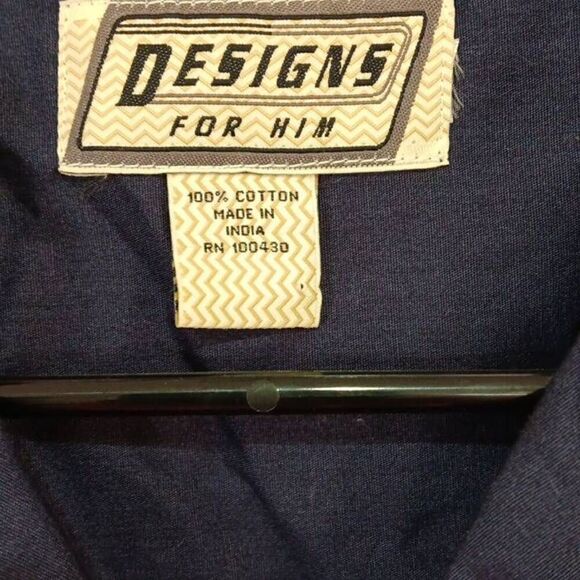 DESIGNS
FOR HIM
100% COTTON
MADE IN
INDIA
RN 100430